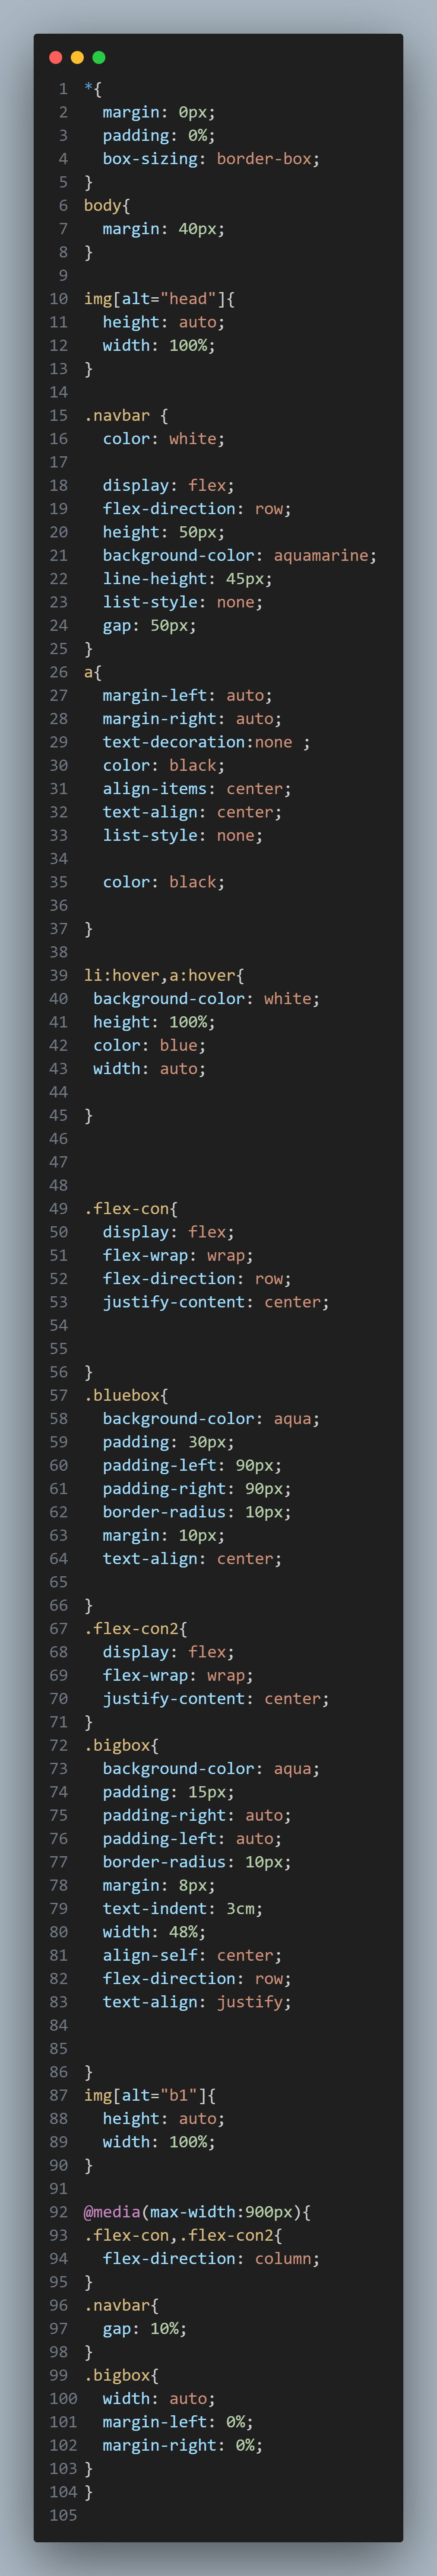 1 *{
2   margin: 0px;
3   padding: 0%;
4   box-sizing: border-box;
5 }
6 body{
7   margin: 40px;
8 }
9
10 img[alt="head"]{
11   height: auto;
12   width: 100%;
13 }
14
15 .navbar {
16   color: white;
17
18   display: flex;
19   flex-direction: row;
20   height: 50px;
21   background-color: aquamarine;
22   line-height: 45px;
23   list-style: none;
24   gap: 50px;
25 }
26 a{
27   margin-left: auto;
28   margin-right: auto;
29   text-decoration:none ;
30   color: black;
31   align-items: center;
32   text-align: center;
33   list-style: none;
34
35   color: black;
36
37 }
38
39 li:hover,a:hover{
40  background-color: white;
41  height: 100%;
42  color: blue;
43  width: auto;
44
45 }
46
47
48
49 .flex-con{
50   display: flex;
51   flex-wrap: wrap;
52   flex-direction: row;
53   justify-content: center;
54
55
56 }
57 .bluebox{
58   background-color: aqua;
59   padding: 30px;
60   padding-left: 90px;
61   padding-right: 90px;
62   border-radius: 10px;
63   margin: 10px;
64   text-align: center;
65
66 }
67 .flex-con2{
68   display: flex;
69   flex-wrap: wrap;
70   justify-content: center;
71 }
72 .bigbox{
73   background-color: aqua;
74   padding: 15px;
75   padding-right: auto;
76   padding-left: auto;
77   border-radius: 10px;
78   margin: 8px;
79   text-indent: 3cm;
80   width: 48%;
81   align-self: center;
82   flex-direction: row;
83   text-align: justify;
84
85
86 }
87 img[alt="b1"]{
88   height: auto;
89   width: 100%;
90 }
91
92 @media(max-width:900px){
93 .flex-con,.flex-con2{
94   flex-direction: column;
95 }
96 .navbar{
97   gap: 10%;
98 }
99 .bigbox{
100   width: auto;
101   margin-left: 0%;
102   margin-right: 0%;
103 }
104 }
105